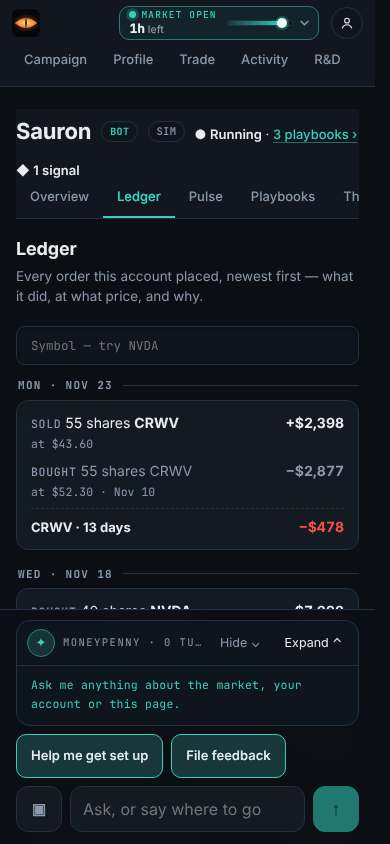 MARKET OPEN
1h left
Campaign Profile Trade Activity R&D
Sauron BOT SIM ● Running · 3 playbooks ›
◆ 1 signal
Overview Ledger Pulse Playbooks Th
Ledger
Every order this account placed, newest first — what
it did, at what price, and why.
Symbol — try NVDA
MON · NOV 23
SOLD 55 shares CRWV +$2,398
at $43.60
BOUGHT 55 shares CRWV −$2,877
at $52.30 · Nov 10
CRWV · 13 days −$478
WED · NOV 18
MONEYPENNY · 0 TU… Hide Expand
Ask me anything about the market, your
account or this page.
Help me get set up File feedback
Ask, or say where to go